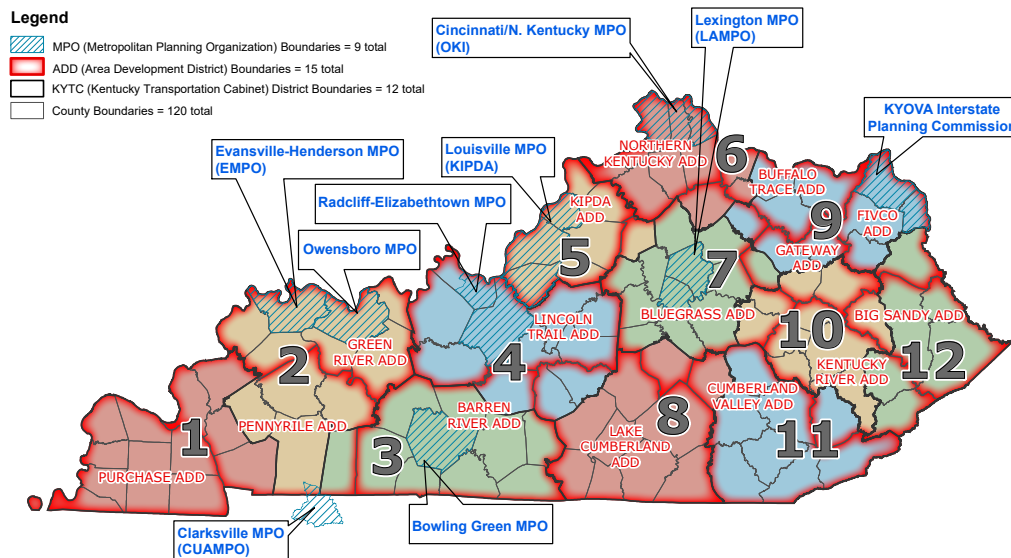 Legend
MPO (Metropolitan Planning Organization) Boundaries = 9 total
ADD (Area Development District) Boundaries = 15 total
KYTC (Kentucky Transportation Cabinet) District Boundaries = 12 total
County Boundaries = 120 total
Cincinnati/N. Kentucky MPO
(OKI)
Lexington MPO
(LAMPO)
KYOVA Interstate
Planning Commission
Evansville-Henderson MPO
(EMPO)
Louisville MPO
(KIPDA)
Radcliff-Elizabethtown MPO
Owensboro MPO
NORTHERN
KENTUCKY ADD
6
BUFFALO
TRACE ADD
9
FIVCO
ADD
GATEWAY
ADD
KIPDA
ADD
5
7
BLUEGRASS ADD
LINCOLN
TRAIL ADD
4
10
BIG SANDY ADD
12
KENTUCKY
RIVER ADD
GREEN
RIVER ADD
2
PENNYRILE ADD
CUMBERLAND
VALLEY ADD
11
8
LAKE
CUMBERLAND
ADD
BARREN
RIVER ADD
3
1
PURCHASE ADD
Clarksville MPO
(CUAMPO)
Bowling Green MPO